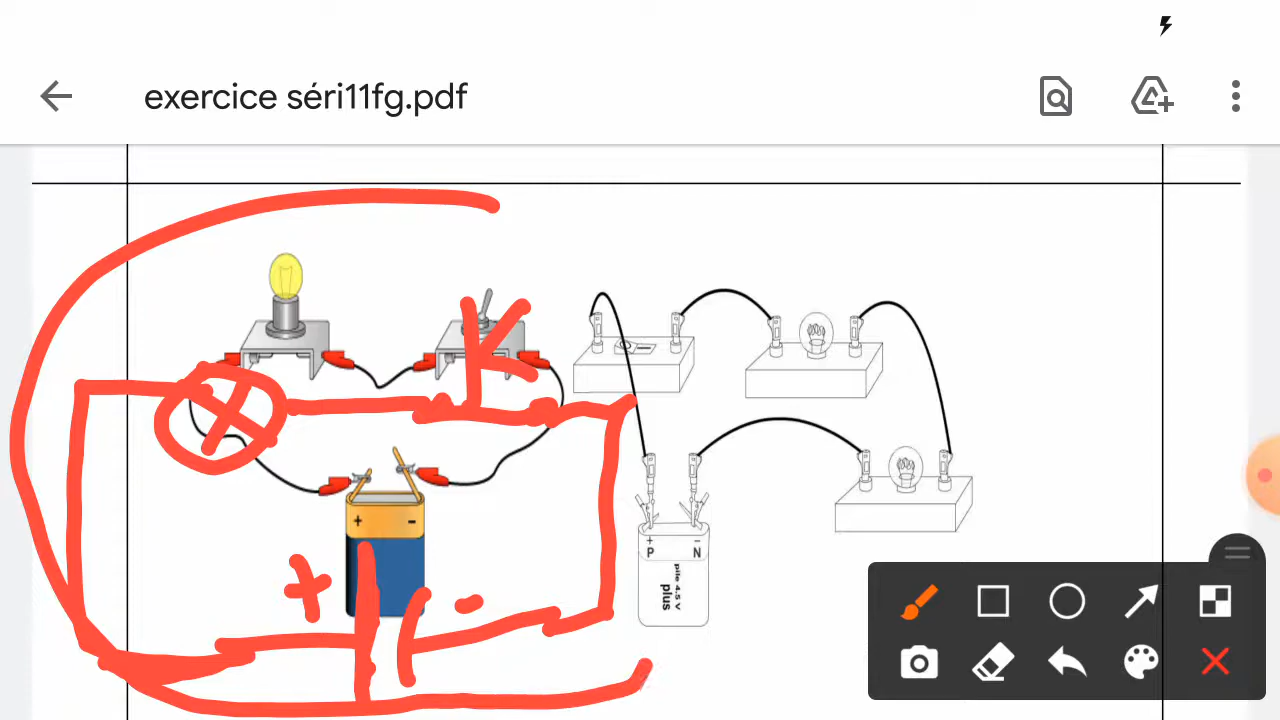 exercice séri11fg.pdf
K
+ -
+ -
P N
pile 4,5 V
plus
+ -